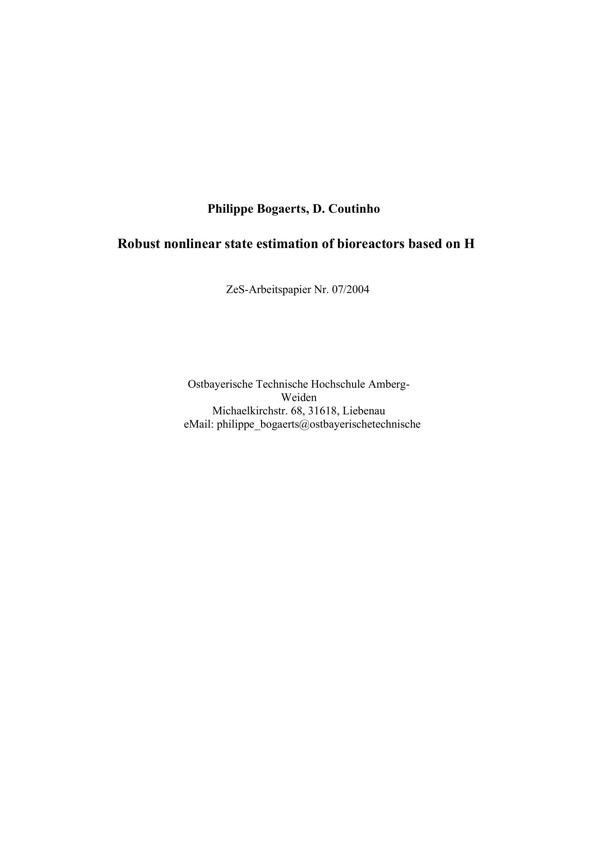 Philippe Bogaerts, D. Coutinho
Robust nonlinear state estimation of bioreactors based on H
ZeS-Arbeitspapier Nr. 07/2004
Ostbayerische Technische Hochschule Amberg-
Weiden
Michaelkirchstr. 68, 31618, Liebenau
eMail: philippe_bogaerts@ostbayerischetechnische